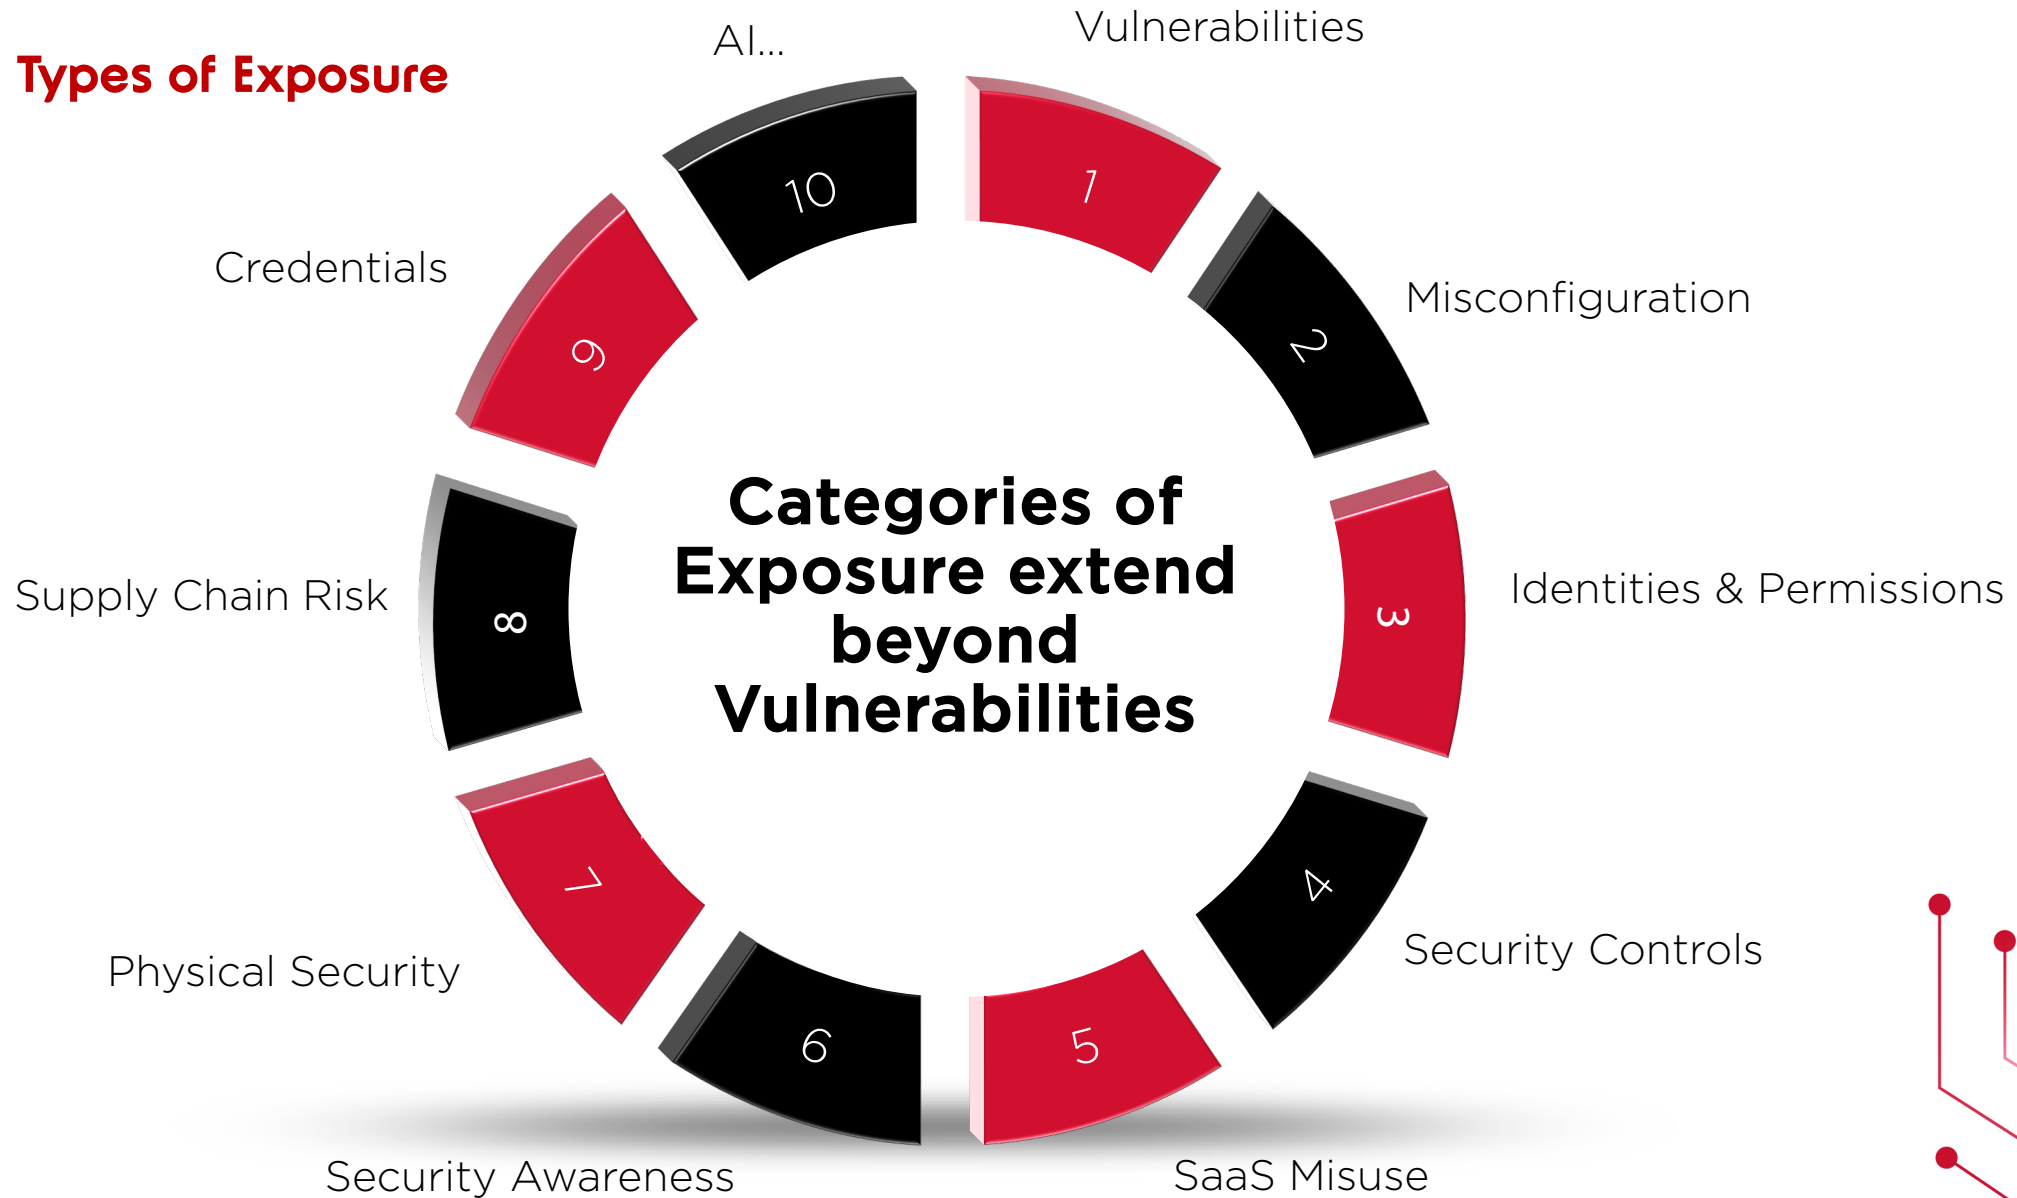 Types of Exposure
AI...
Vulnerabilities
10
1
Credentials
9
2
Misconfiguration
Categories of
Exposure extend
beyond
Vulnerabilities
Supply Chain Risk
8
3
Identities & Permissions
Physical Security
7
4
Security Controls
6
5
Security Awareness
SaaS Misuse